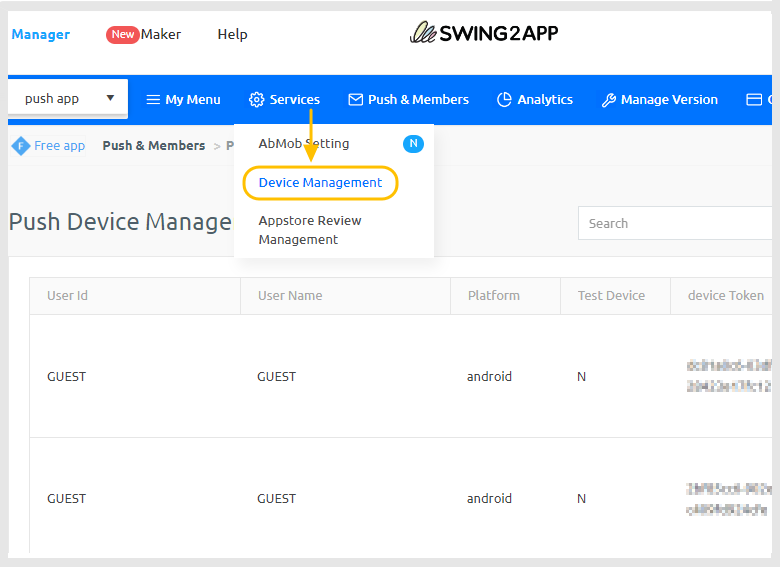 Manager New Maker Help SWING2APP
push app My Menu Services Push & Members Analytics Manage Version
F Free app Push & Members > P
AbMob Setting N
Device Management
Appstore Review
Management
Push Device Manage
Search
User Id User Name Platform Test Device device Token
GUEST GUEST android N
GUEST GUEST android N